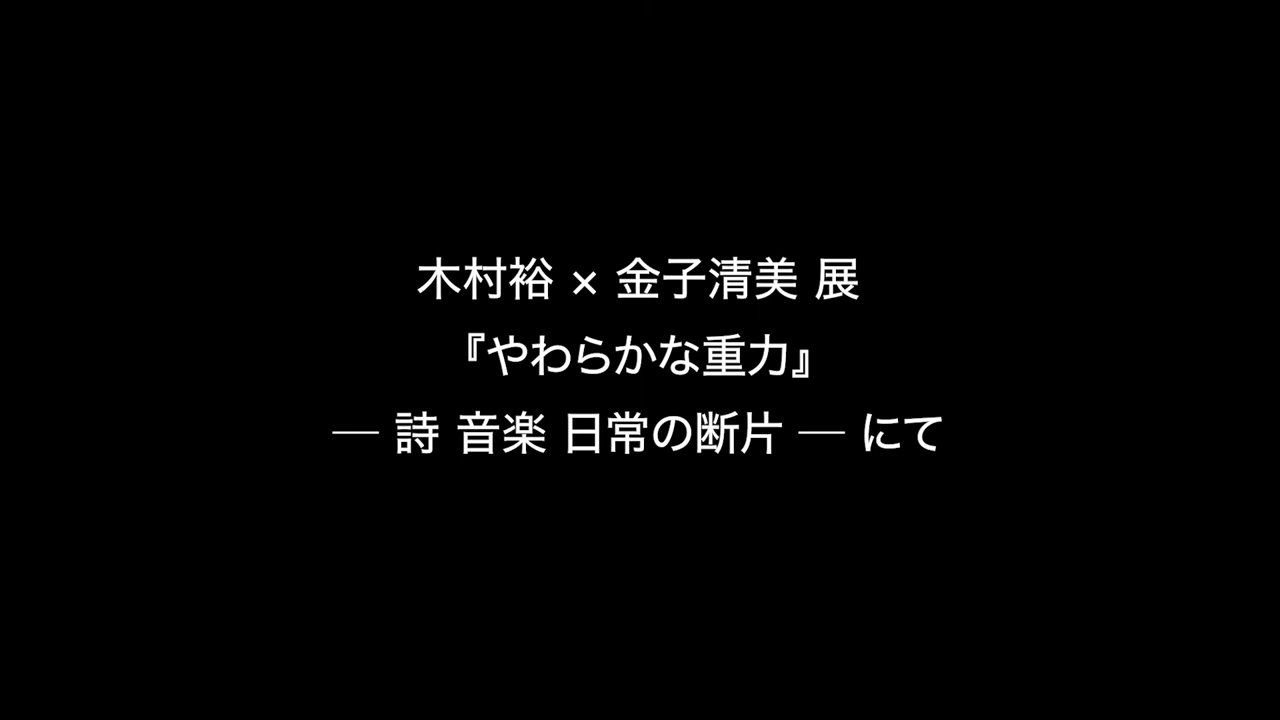 木村裕 × 金子清美 展
『やわらかな重力』
― 詩 音楽 日常の断片 ― にて